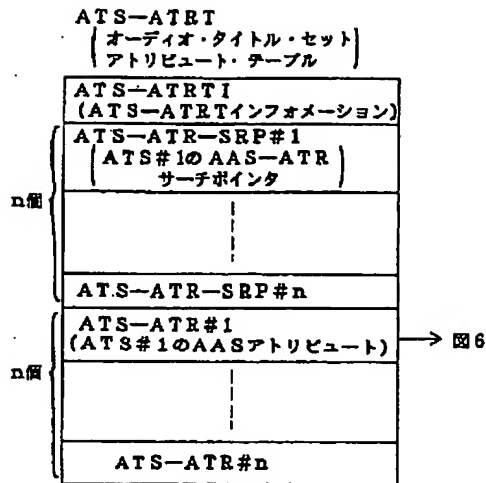 ATS—ATRT
(オーディオ・タイトル・セット
アトリビュート・テーブル)
ATS—ATRTI
(ATS—ATRTインフォメーション)
ATS—ATR—SRP#1
(ATS#1のAAS—ATR
サーチポインタ)
n個
ATS—ATR—SRP#n
ATS—ATR#1
(ATS#1のAASアトリビュート)
図6
n個
ATS—ATR#n